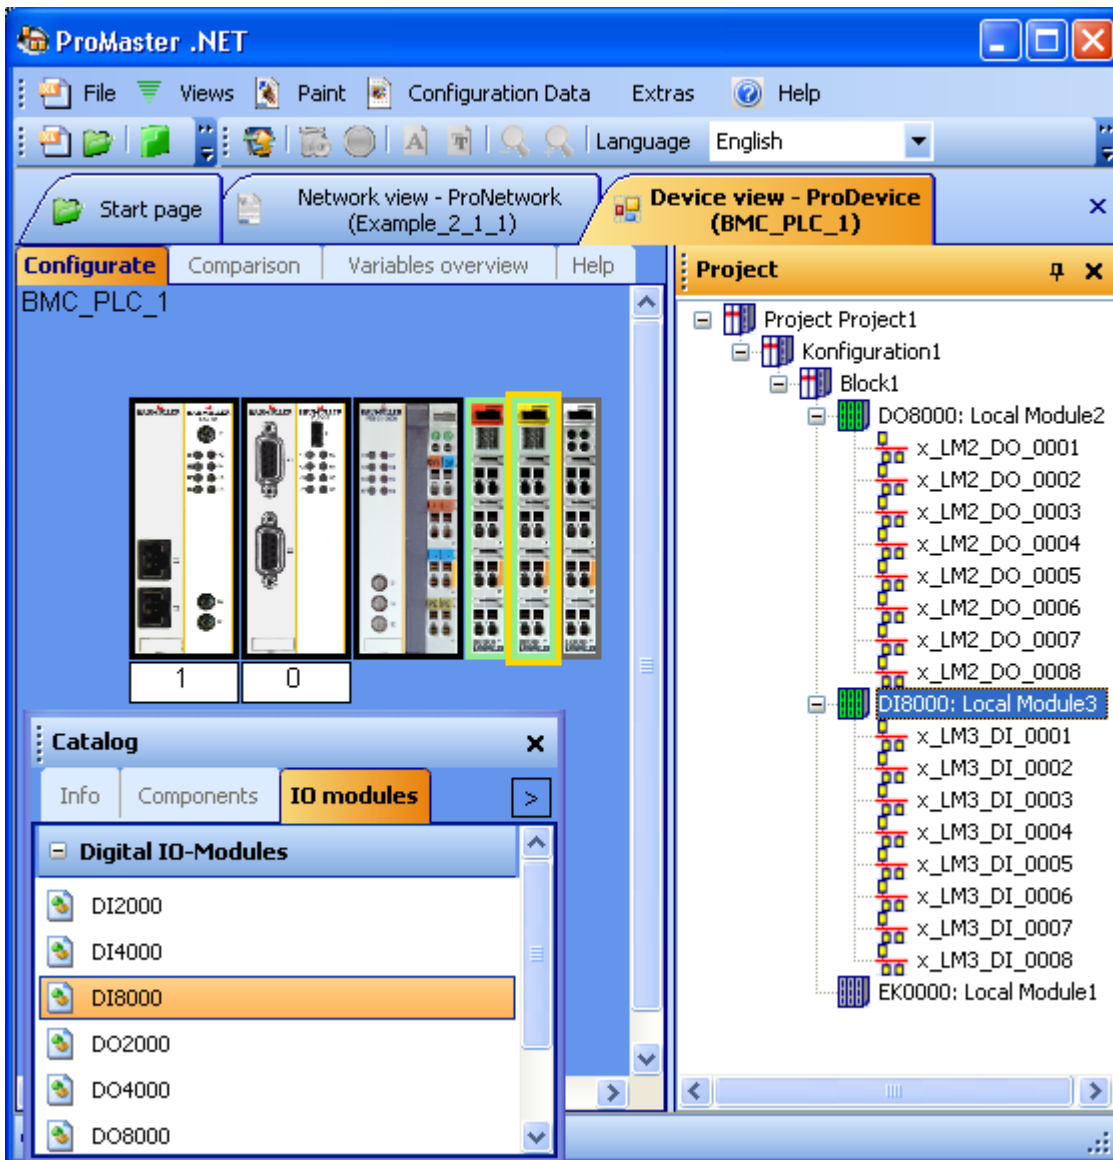 ProMaster .NET
File Views Paint Configuration Data Extras Help
Language English
Start page
Network view - ProNetwork
(Example_2_1_1)
Device view - ProDevice
(BMC_PLC_1)
Configurate Comparison Variables overview Help
BMC_PLC_1
1 0
Catalog
Info Components IO modules >
Digital IO-Modules
DI2000
DI4000
DI8000
DO2000
DO4000
DO8000
Project
Project Project1
Konfiguration1
Block1
DO8000: Local Module2
x_LM2_DO_0001
x_LM2_DO_0002
x_LM2_DO_0003
x_LM2_DO_0004
x_LM2_DO_0005
x_LM2_DO_0006
x_LM2_DO_0007
x_LM2_DO_0008
DI8000: Local Module3
x_LM3_DI_0001
x_LM3_DI_0002
x_LM3_DI_0003
x_LM3_DI_0004
x_LM3_DI_0005
x_LM3_DI_0006
x_LM3_DI_0007
x_LM3_DI_0008
EK0000: Local Module1